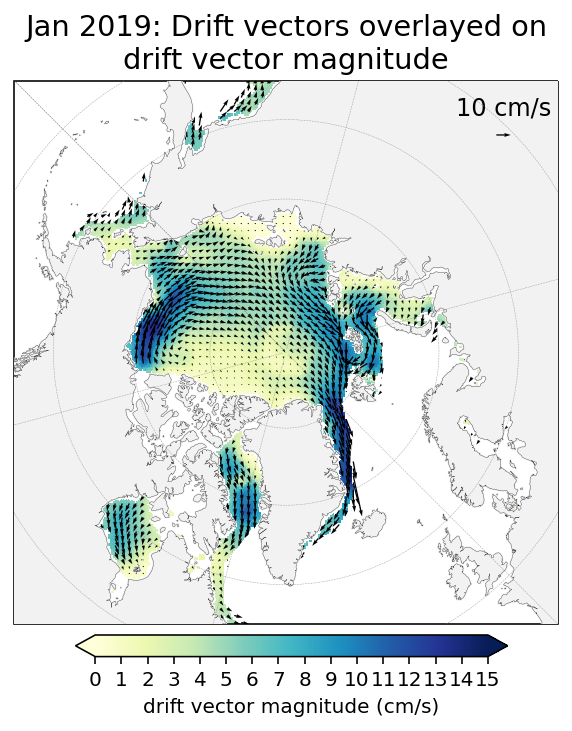 Jan 2019: Drift vectors overlayed on
drift vector magnitude
10 cm/s
0 1 2 3 4 5 6 7 8 9 10 11 12 13 14 15
drift vector magnitude (cm/s)